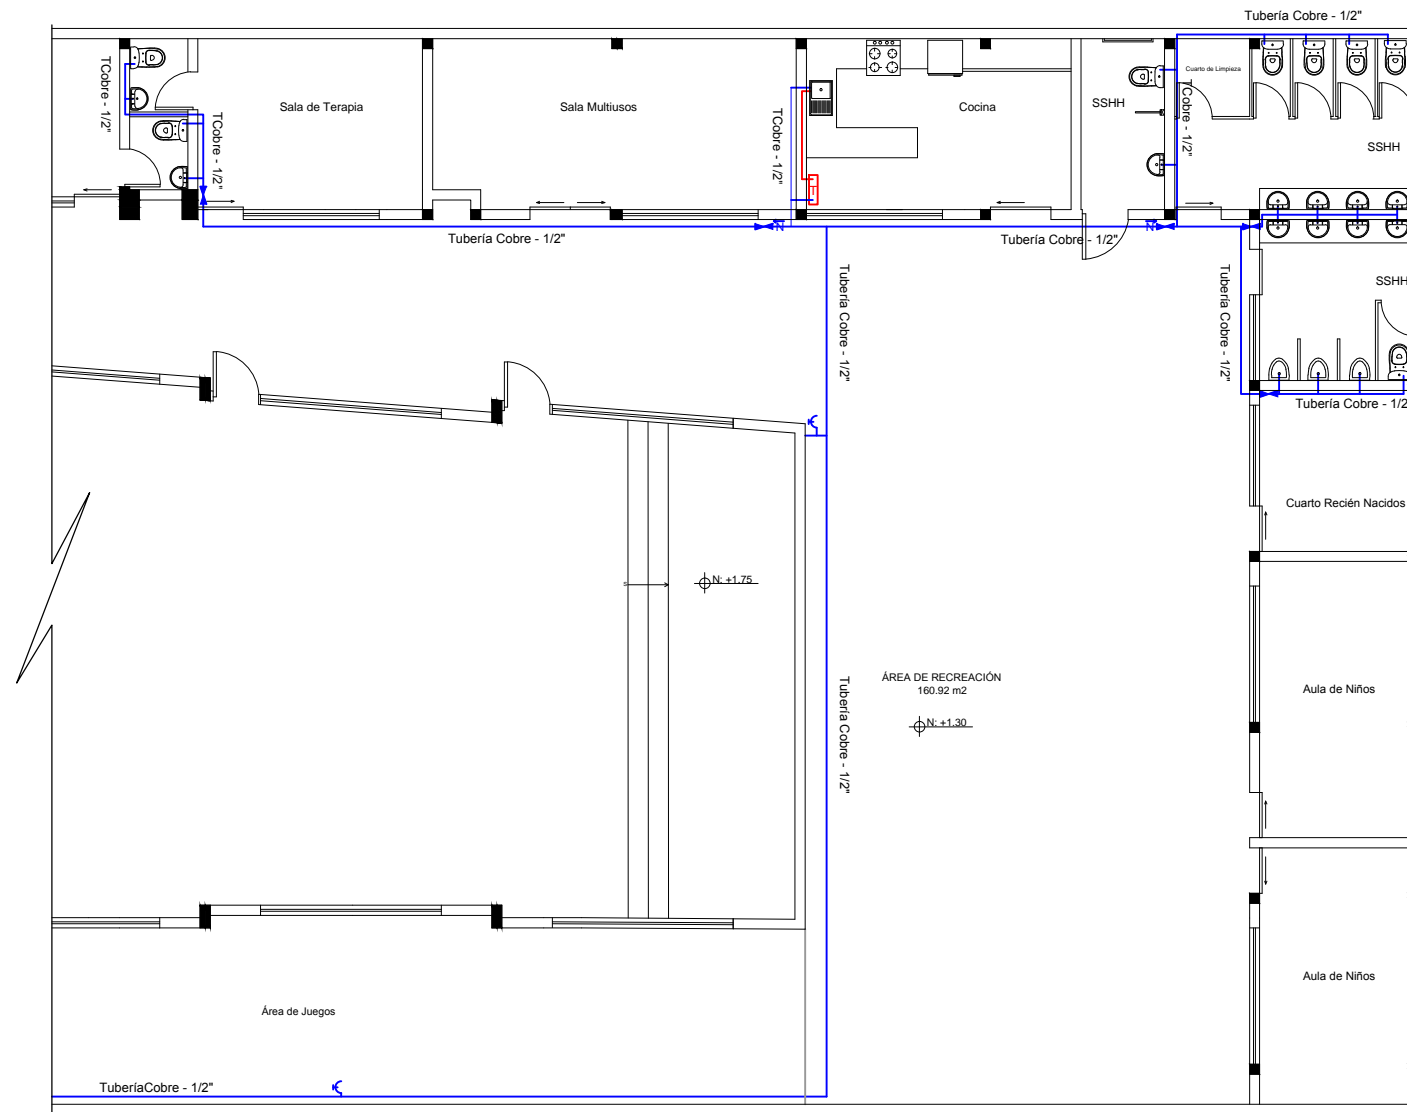 Tubería Cobre - 1/2"
TCobre - 1/2"
TCobre - 1/2"
Sala de Terapia
Sala Multiusos
TCobre - 1/2"
Cocina
SSHH
TCobre - 1/2"
Cuarto de Limpieza
SSHH
Tubería Cobre - 1/2"
N
Tubería Cobre - 1/2"
N
Tubería Cobre - 1/2"
Tubería Cobre - 1/2"
SSHH
Tubería Cobre - 1/2
Cuarto Recién Nacidos
S
N: +1.75
Tubería Cobre - 1/2"
ÁREA DE RECREACIÓN
160.92 m2
N: +1.30
Aula de Niños
Aula de Niños
Área de Juegos
TuberíaCobre - 1/2"